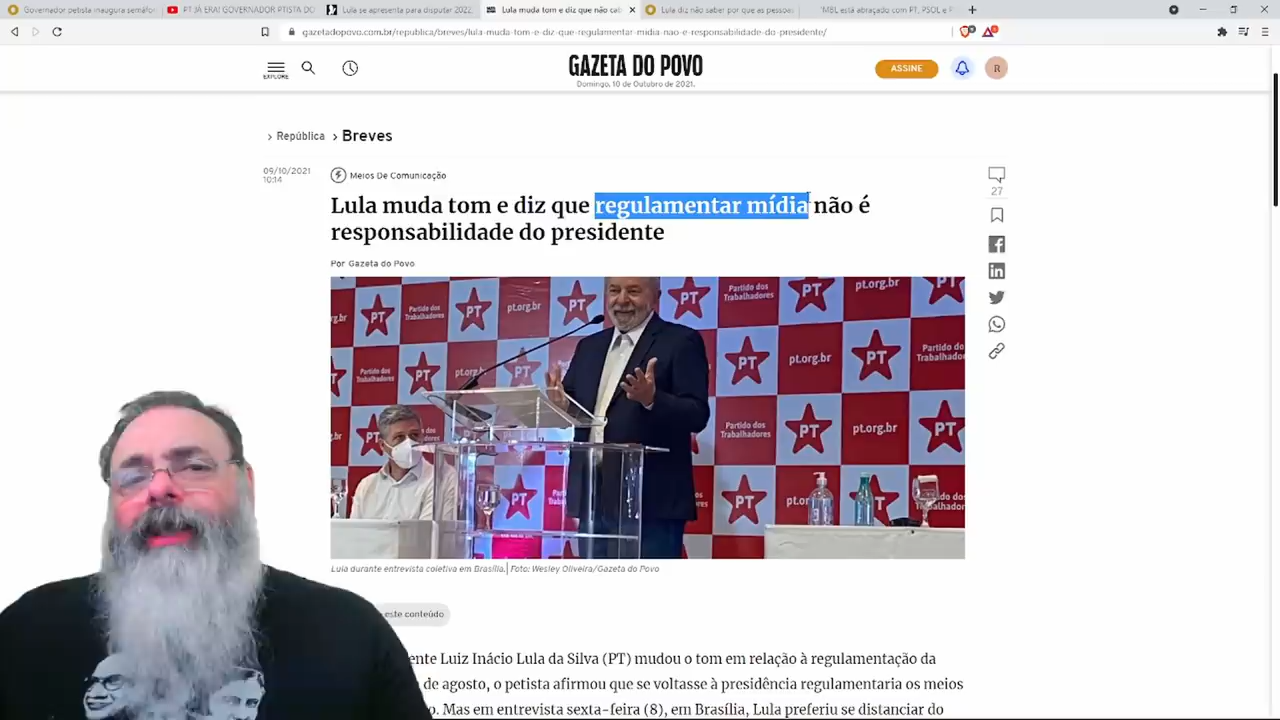 Governador petista inaugura semáfor
PT JÁ ERA! GOVERNADOR PTISTA DO
Lula se apresenta para disputar 2022,
Lula muda tom e diz que não cab
Lula diz não saber por que as pessoas
'MBL está abraçado com PT, PSOL e P
gazetadopovo.com.br/republica/breves/lula-muda-tom-e-diz-que-regulamentar-midia-nao-e-responsabilidade-do-presidente/
EXPLORE
GAZETA DO POVO
Domingo, 10 de Outubro de 2021.
ASSINE
R
República
Breves
09/10/2021
10:14
Meios De Comunicação
27
Lula muda tom e diz que regulamentar mídia não é
responsabilidade do presidente
Por Gazeta do Povo
Partido dos Trabalhadores
PT
pt.org.br
Lula durante entrevista coletiva em Brasília.| Foto: Wesley Oliveira/Gazeta do Povo
este conteúdo
ente Luiz Inácio Lula da Silva (PT) mudou o tom em relação à regulamentação da
de agosto, o petista afirmou que se voltasse à presidência regulamentaria os meios
o. Mas em entrevista sexta-feira (8), em Brasília, Lula preferiu se distanciar do